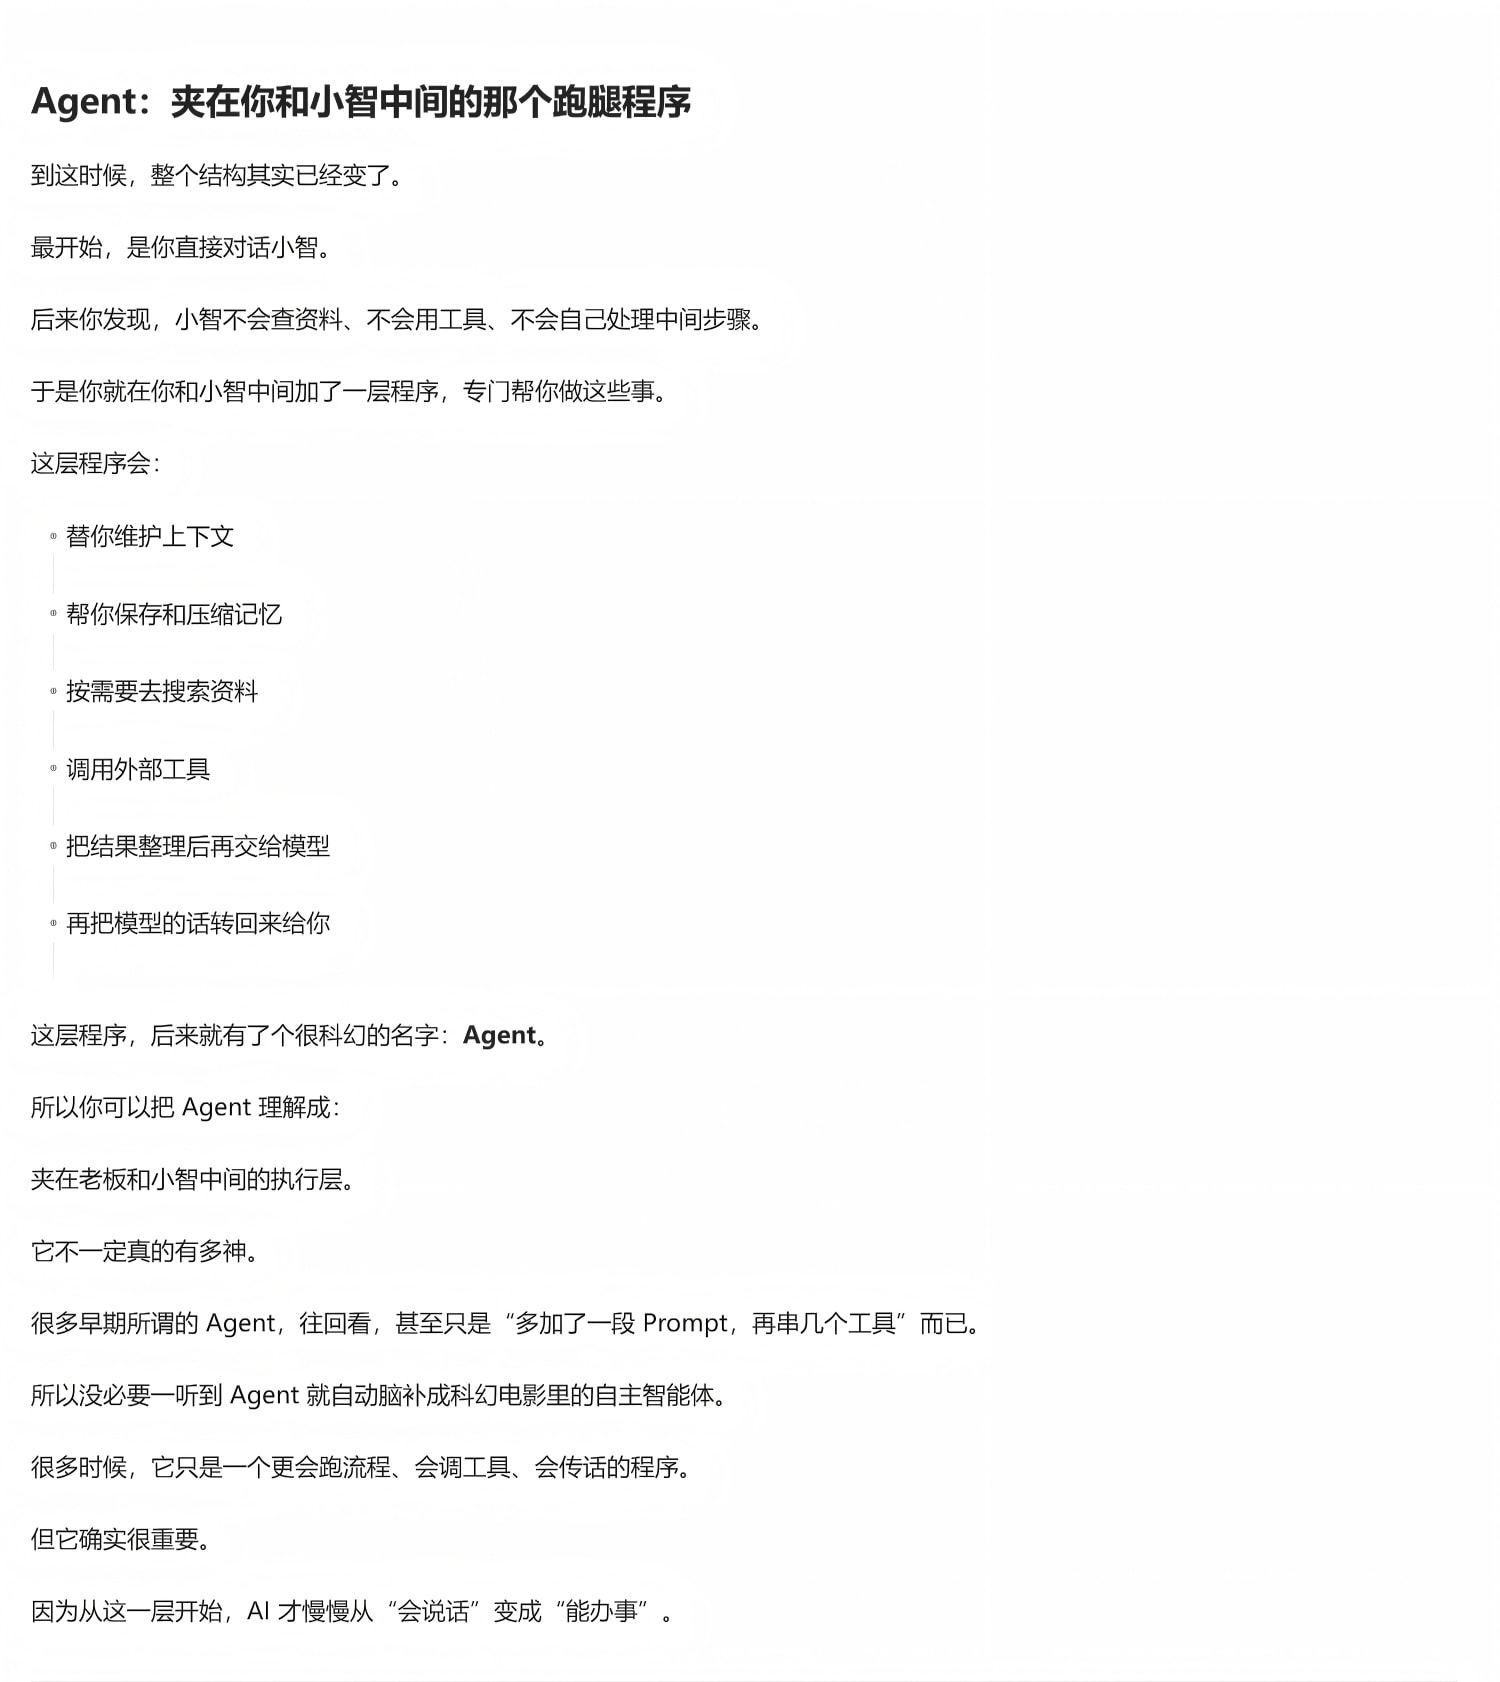 Agent：夹在你和小智中间的那个跑腿程序
到这时候，整个结构其实已经变了。
最开始，是你直接对话小智。
后来你发现，小智不会查资料、不会用工具、不会自己处理中间步骤。
于是你就在你和小智中间加了一层程序，专门帮你做这些事。
这层程序会：
替你维护上下文
帮你保存和压缩记忆
按需要去搜索资料
调用外部工具
把结果整理后再交给模型
再把模型的话转回来给你
这层程序，后来就有了个很科幻的名字：Agent。
所以你可以把 Agent 理解成：
夹在老板和小智中间的执行层。
它不一定真的有多神。
很多早期所谓的 Agent，往回看，甚至只是“多加了一段 Prompt，再串几个工具”而已。
所以没必要一听到 Agent 就自动脑补成科幻电影里的自主智能体。
很多时候，它只是一个更会跑流程、会调工具、会传话的程序。
但它确实很重要。
因为从这一层开始，AI 才慢慢从“会说话”变成“能办事”。